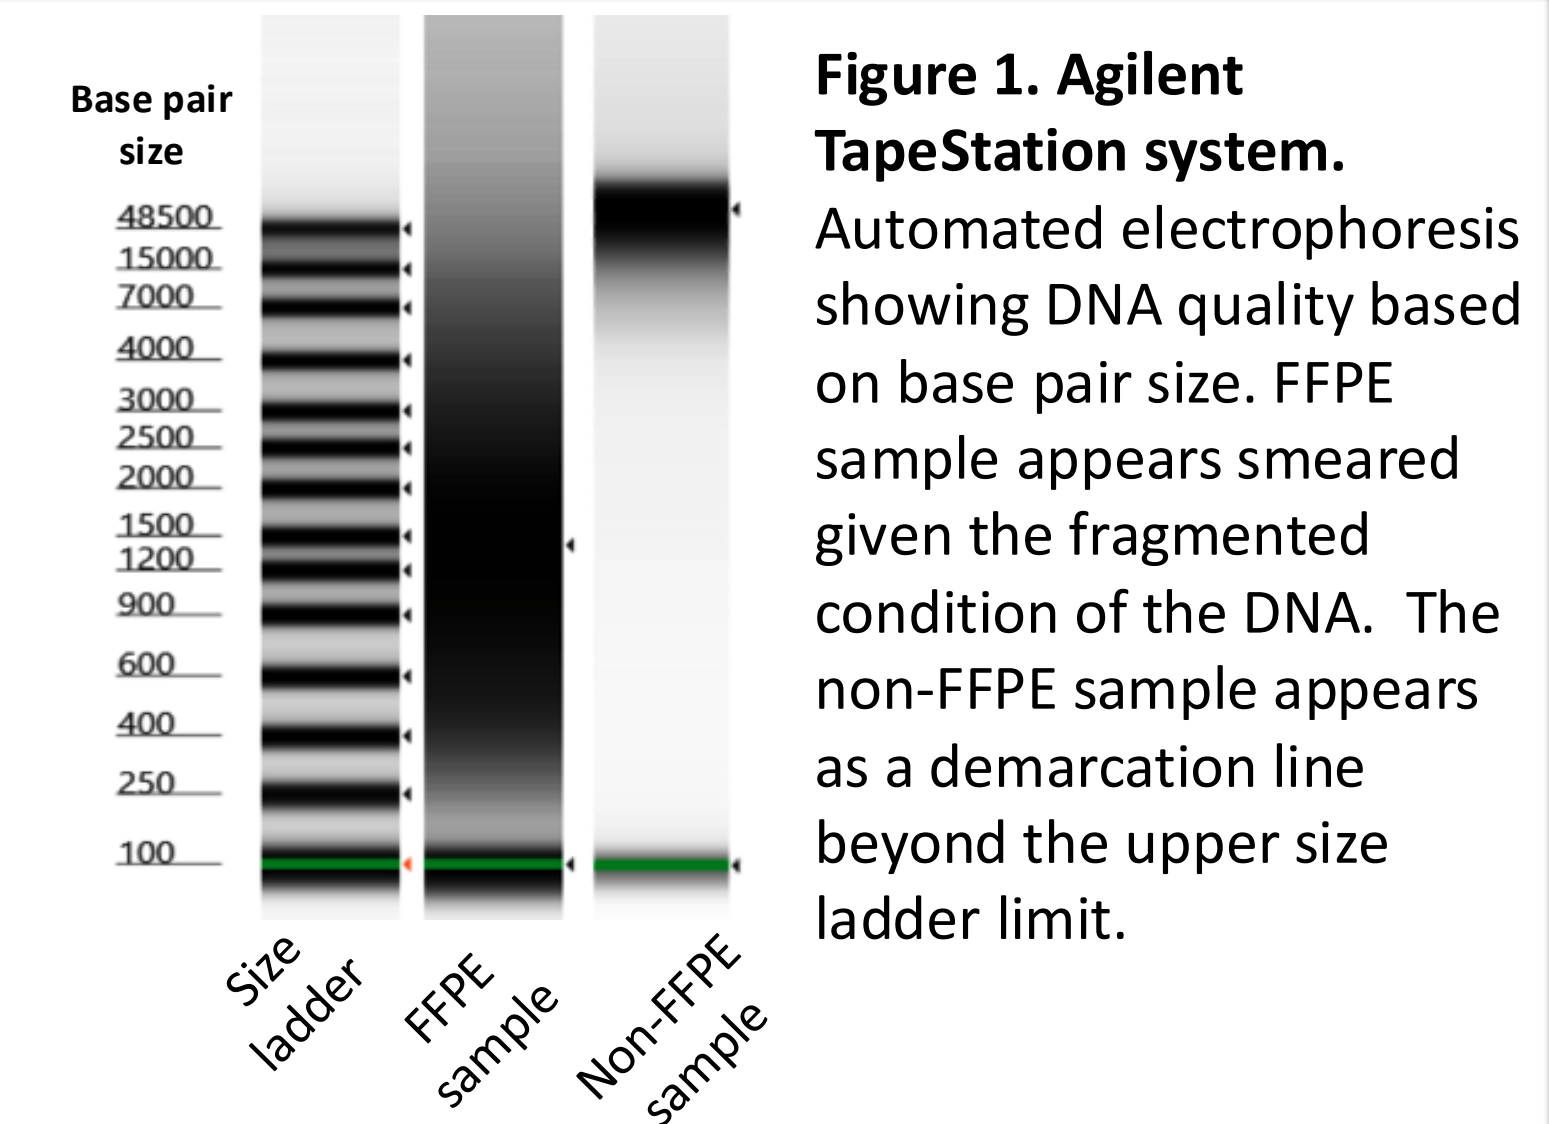 Base pair
size
48500
15000
7000
4000
3000
2500
2000
1500
1200
900
600
400
250
100
Size
ladder
FFPE
sample
Non-FFPE
sample
Figure 1. Agilent
TapeStation system.
Automated electrophoresis
showing DNA quality based
on base pair size. FFPE
sample appears smeared
given the fragmented
condition of the DNA.  The
non-FFPE sample appears
as a demarcation line
beyond the upper size
ladder limit.